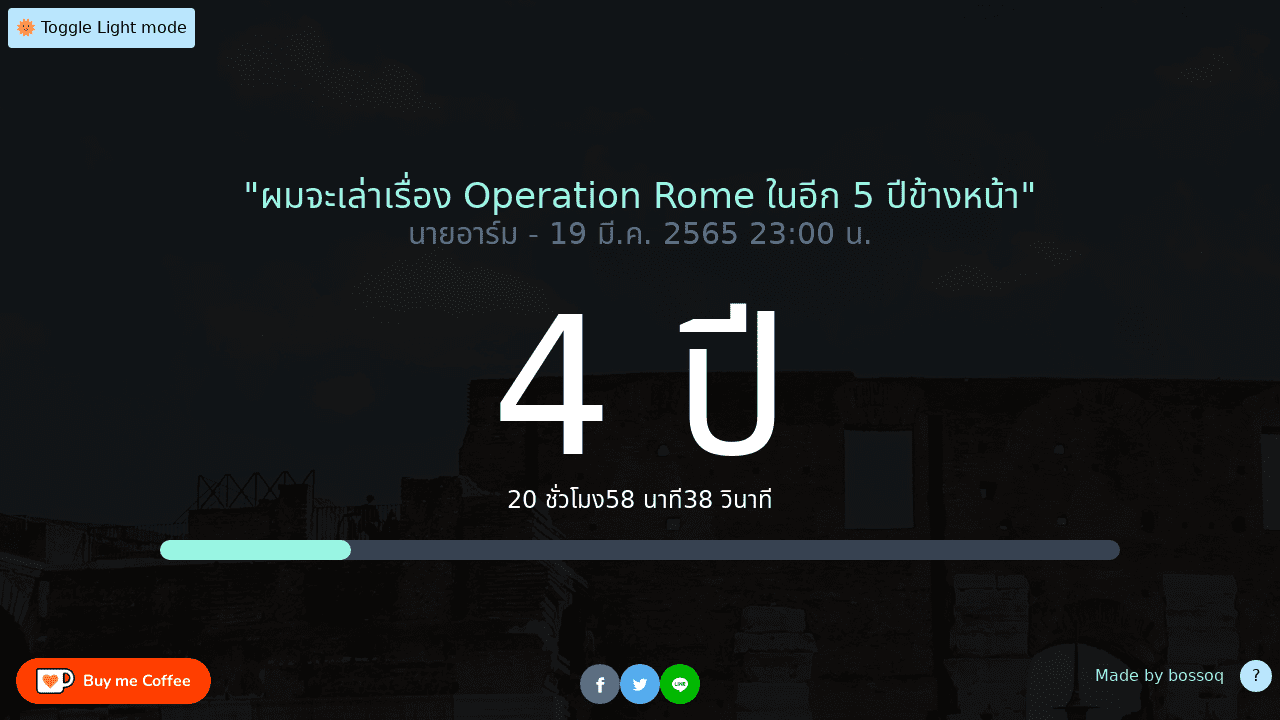 Toggle Light mode
"ผมจะเล่าเรื่อง Operation Rome ในอีก 5 ปีข้างหน้า"
นายอาร์ม - 19 มี.ค. 2565 23:00 น.
4 ปี
20 ชั่วโมง58 นาที38 วินาที
Buy me Coffee
LINE
Made by bossoq
?